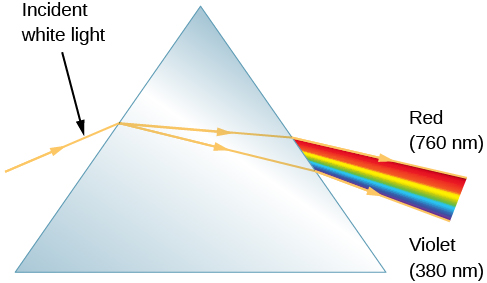 Incident
white light
Red
(760 nm)
Violet
(380 nm)